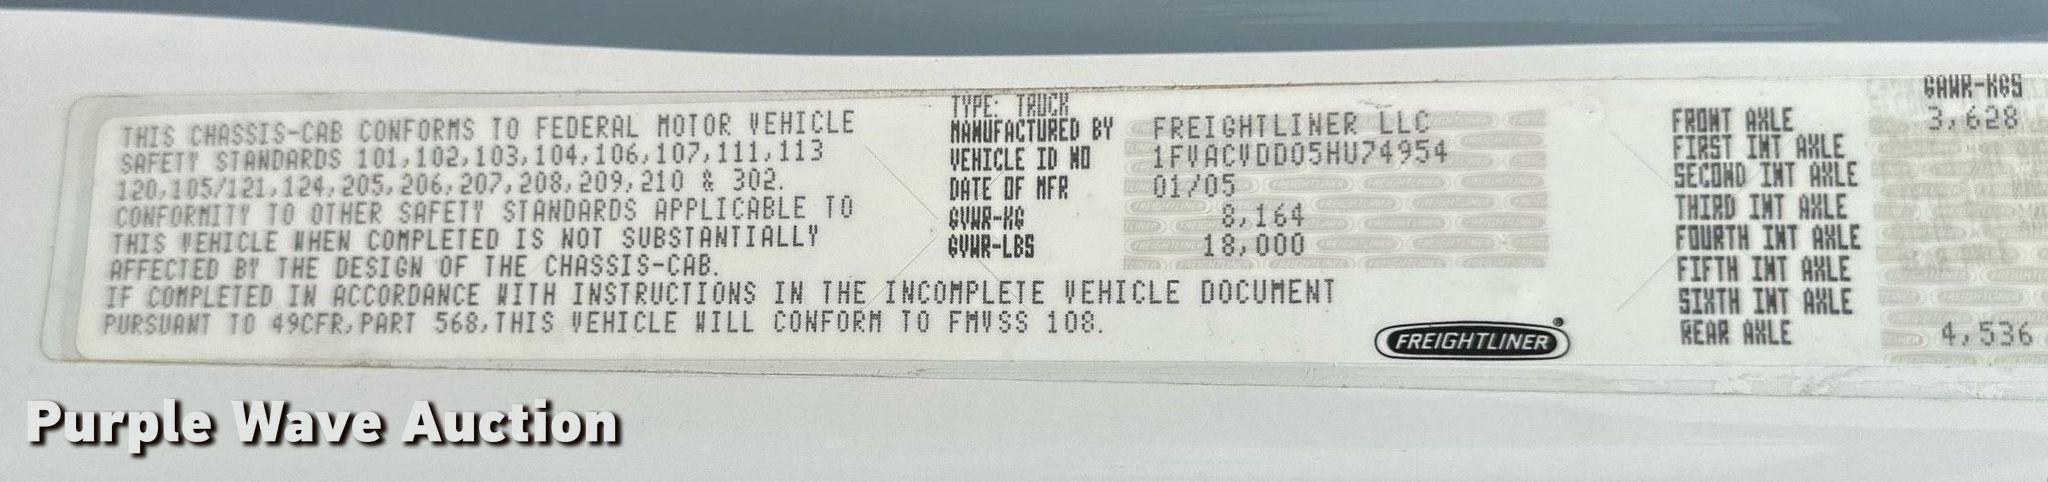 THIS CHASSIS-CAB CONFORMS TO FEDERAL MOTOR VEHICLE
SAFETY STANDARDS 101,102,103,104,106,107,111,113
120,105/121,124,205,206,207,208,209,210 & 302.
CONFORMITY TO OTHER SAFETY STANDARDS APPLICABLE TO
THIS VEHICLE WHEN COMPLETED IS NOT SUBSTANTIALLY
AFFECTED BY THE DESIGN OF THE CHASSIS-CAB.
IF COMPLETED IN ACCORDANCE WITH INSTRUCTIONS IN THE INCOMPLETE VEHICLE DOCUMENT
PURSUANT TO 49CFR,PART 568,THIS VEHICLE WILL CONFORM TO FMVSS 108.
TYPE: TRUCK
MANUFACTURED BY FREIGHTLINER LLC
VEHICLE ID NO 1FVACVDD05HU74954
DATE OF MFR 01/05
GVWR-KG 8,164
GVWR-LBS 18,000
FREIGHTLINER®
GAWR-KGS
FRONT AXLE 3,628
FIRST INT AXLE
SECOND INT AXLE
THIRD INT AXLE
FOURTH INT AXLE
FIFTH INT AXLE
SIXTH INT AXLE
REAR AXLE 4,536
Purple Wave Auction